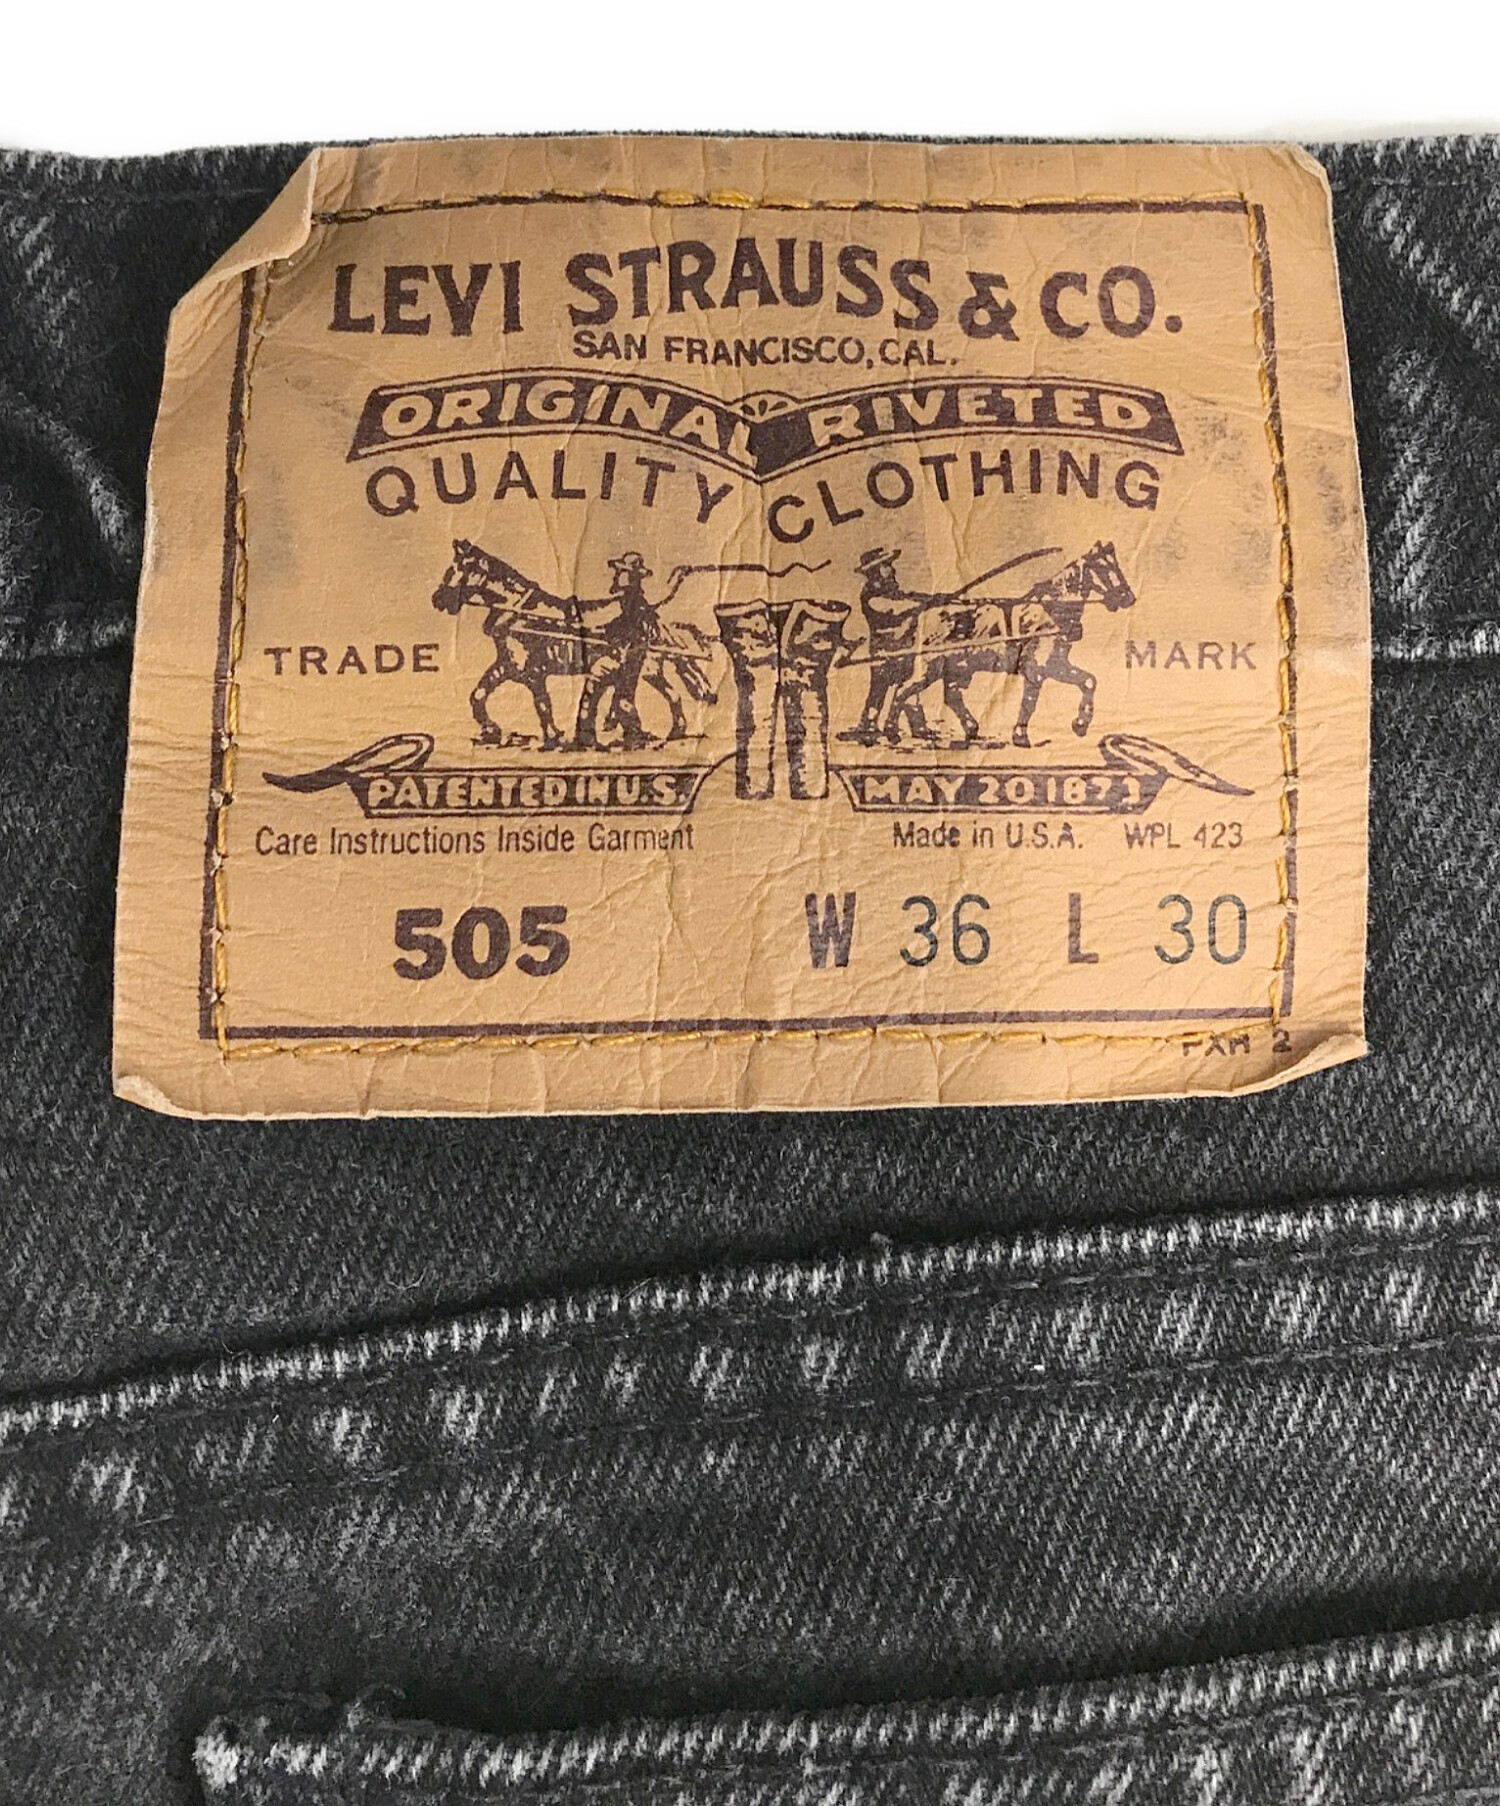 LEVI STRAUSS & CO.
SAN FRANCISCO, CAL.
ORIGINAL RIVETED
QUALITY CLOTHING
TRADE MARK
PATENTED IN U.S. MAY 20 1873
Care Instructions Inside Garment Made in U.S.A. WPL 423
505 W 36 L 30
2